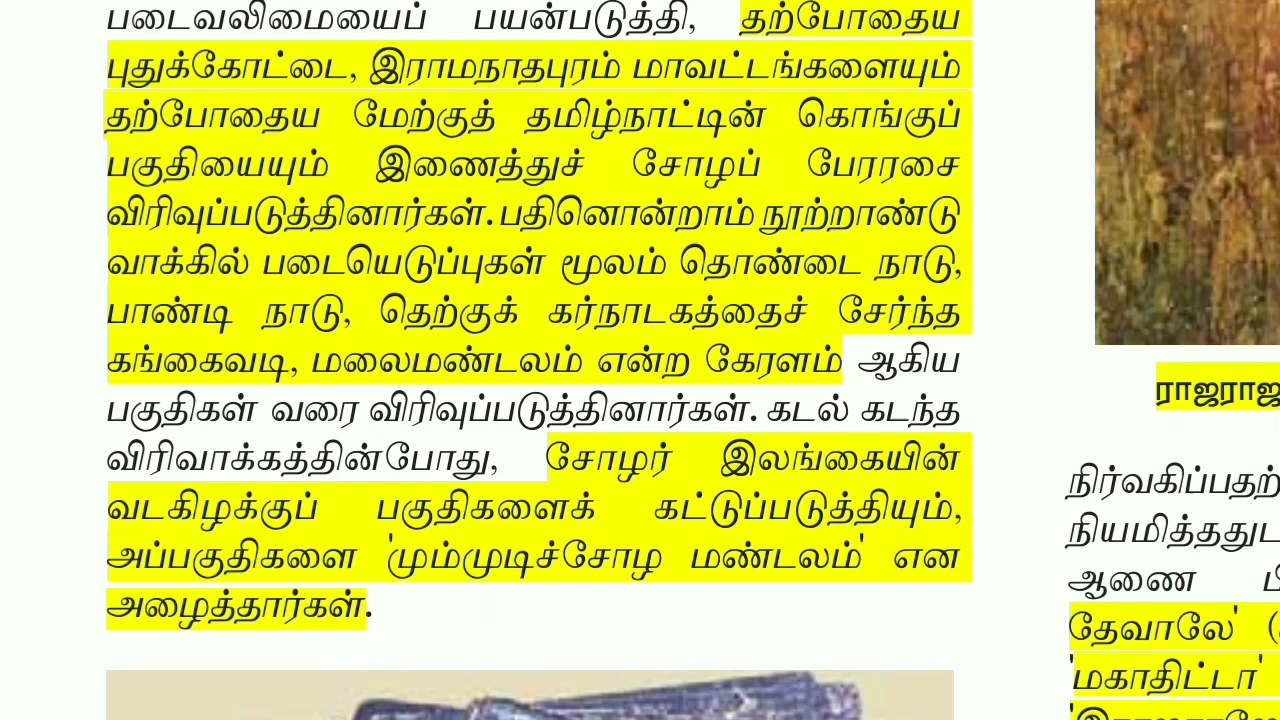 படைவலிமையைப் பயன்படுத்தி, தற்போதைய
புதுக்கோட்டை, இராமநாதபுரம் மாவட்டங்களையும்
தற்போதைய மேற்குத் தமிழ்நாட்டின் கொங்குப்
பகுதியையும் இணைத்துச் சோழப் பேரரசை
விரிவுப்படுத்தினார்கள். பதினொன்றாம் நூற்றாண்டு
வாக்கில் படையெடுப்புகள் மூலம் தொண்டை நாடு,
பாண்டி நாடு, தெற்குக் கர்நாடகத்தைச் சேர்ந்த
கங்கைவடி, மலைமண்டலம் என்ற கேரளம் ஆகிய
பகுதிகள் வரை விரிவுப்படுத்தினார்கள். கடல் கடந்த
விரிவாக்கத்தின்போது, சோழர் இலங்கையின்
வடகிழக்குப் பகுதிகளைக் கட்டுப்படுத்தியும்,
அப்பகுதிகளை 'மும்முடிச்சோழ மண்டலம்' என
அழைத்தார்கள்.
ராஜராஜ
நிர்வகிப்பதற்
நியமித்ததுட
ஆணை
தேவாலே'
'மகாதிட்டா'